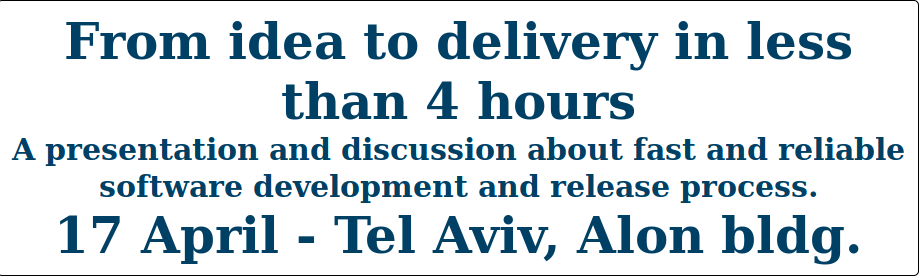 From idea to delivery in less
than 4 hours
A presentation and discussion about fast and reliable
software development and release process.
17 April - Tel Aviv, Alon bldg.